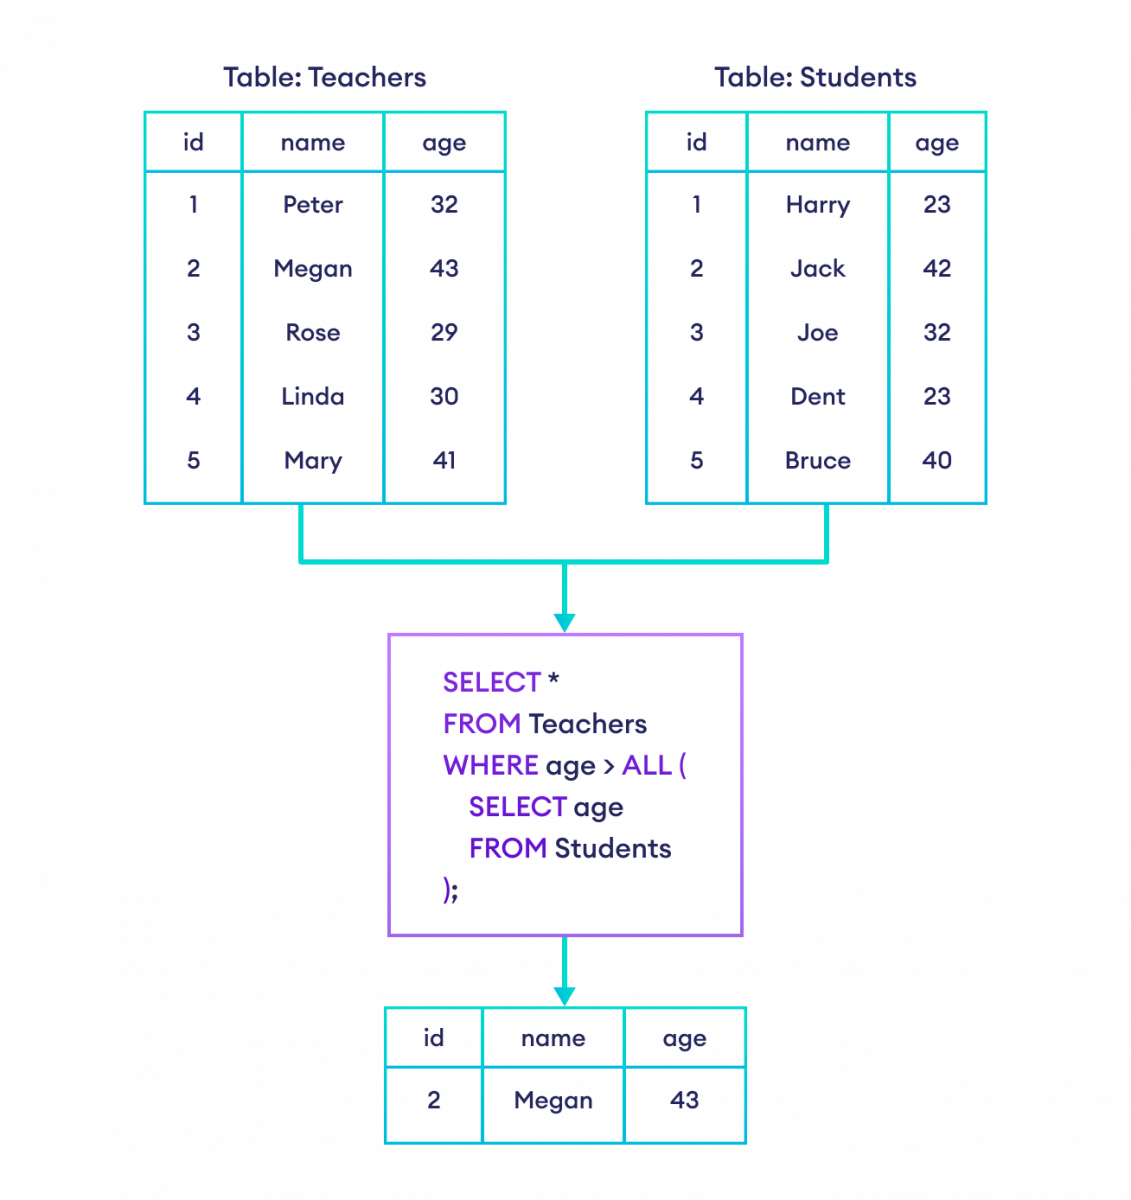 Table: Teachers
id name age
1 Peter 32
2 Megan 43
3 Rose 29
4 Linda 30
5 Mary 41
Table: Students
id name age
1 Harry 23
2 Jack 42
3 Joe 32
4 Dent 23
5 Bruce 40
SELECT *
FROM Teachers
WHERE age > ALL (
SELECT age
FROM Students
);
id name age
2 Megan 43